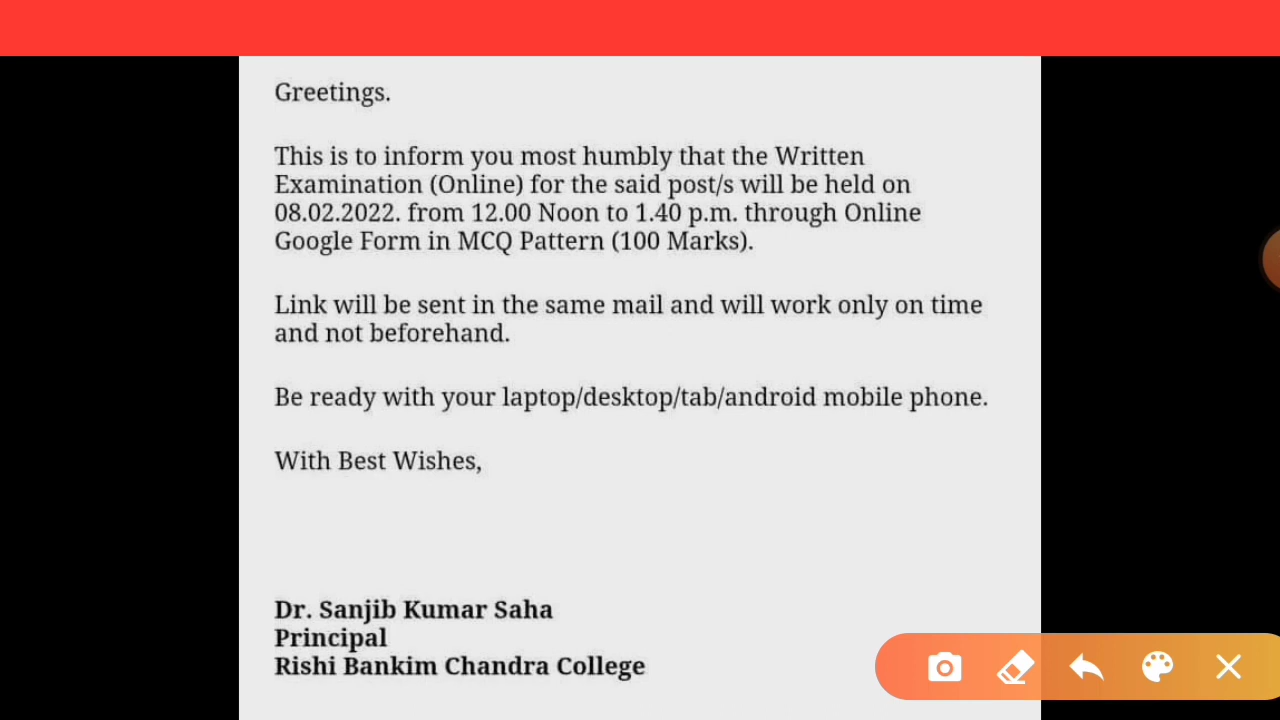 Greetings.
This is to inform you most humbly that the Written
Examination (Online) for the said post/s will be held on
08.02.2022. from 12.00 Noon to 1.40 p.m. through Online
Google Form in MCQ Pattern (100 Marks).
Link will be sent in the same mail and will work only on time
and not beforehand.
Be ready with your laptop/desktop/tab/android mobile phone.
With Best Wishes,
Dr. Sanjib Kumar Saha
Principal
Rishi Bankim Chandra College